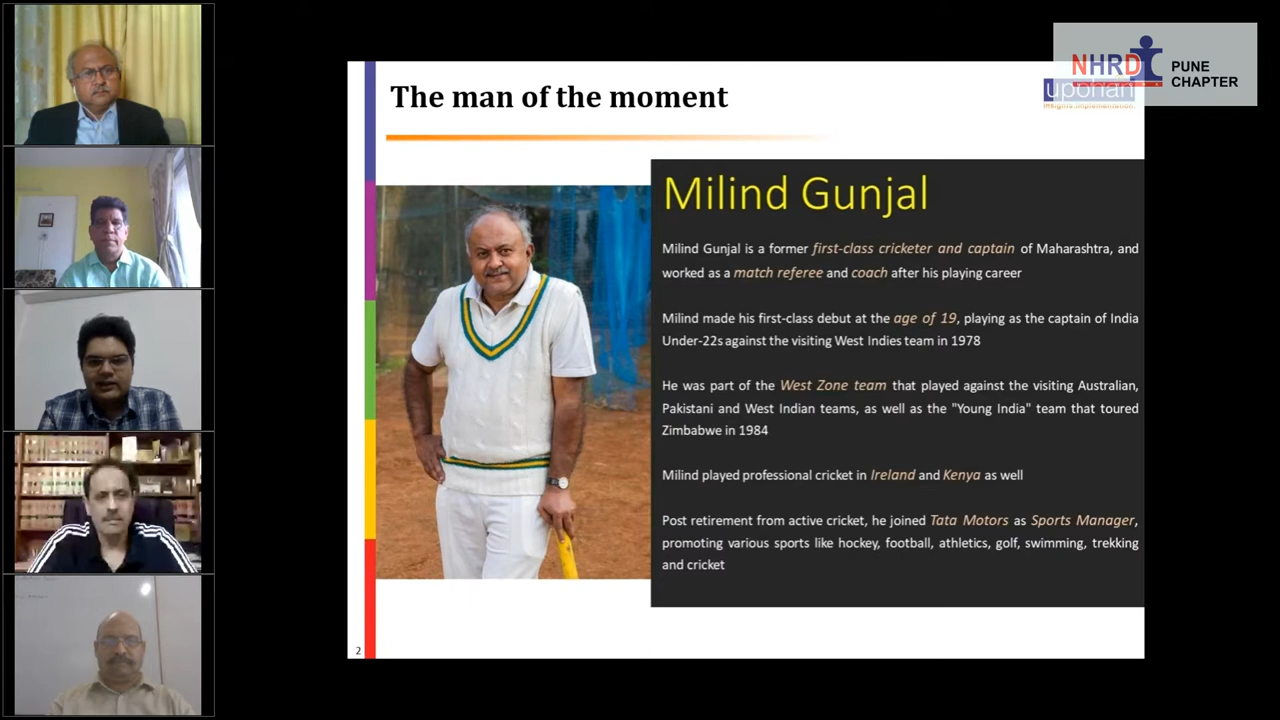 The man of the moment
NHRD
PUNE
CHAPTER
upohan
Insights. Implementation.
Milind Gunjal
Milind Gunjal is a former first-class cricketer and captain of Maharashtra, and
worked as a match referee and coach after his playing career
Milind made his first-class debut at the age of 19, playing as the captain of India
Under-22s against the visiting West Indies team in 1978
He was part of the West Zone team that played against the visiting Australian,
Pakistani and West Indian teams, as well as the "Young India" team that toured
Zimbabwe in 1984
Milind played professional cricket in Ireland and Kenya as well
Post retirement from active cricket, he joined Tata Motors as Sports Manager,
promoting various sports like hockey, football, athletics, golf, swimming, trekking
and cricket
2